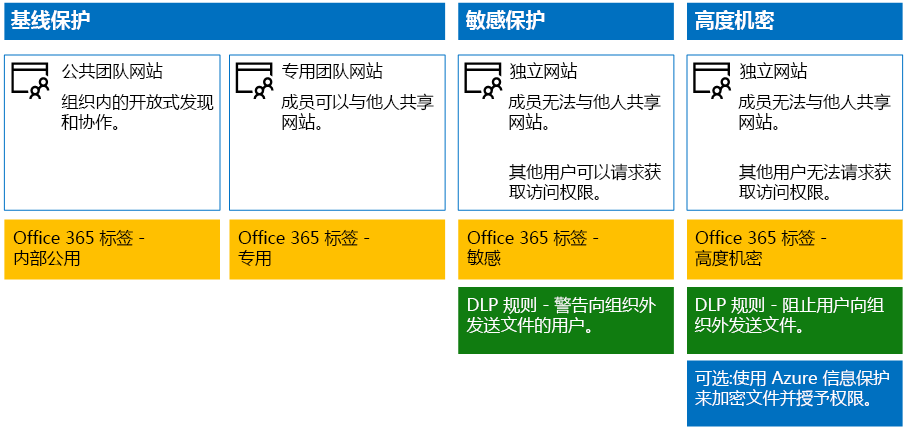 基线保护
敏感保护
高度机密
公共团队网站
组织内的开放式发现
和协作。
专用团队网站
成员可以与他人共享
网站。
独立网站
成员无法与他人共享
网站。
其他用户可以请求获
取访问权限。
独立网站
成员无法与他人共享
网站。
其他用户无法请求获
取访问权限。
Office 365 标签 -
内部公用
Office 365 标签 -
专用
Office 365 标签 -
敏感
Office 365 标签 -
高度机密
DLP 规则 - 警告向组织外
发送文件的用户。
DLP 规则 - 阻止用户向组
织外发送文件。
可选:使用 Azure 信息保护
来加密文件并授予权限。